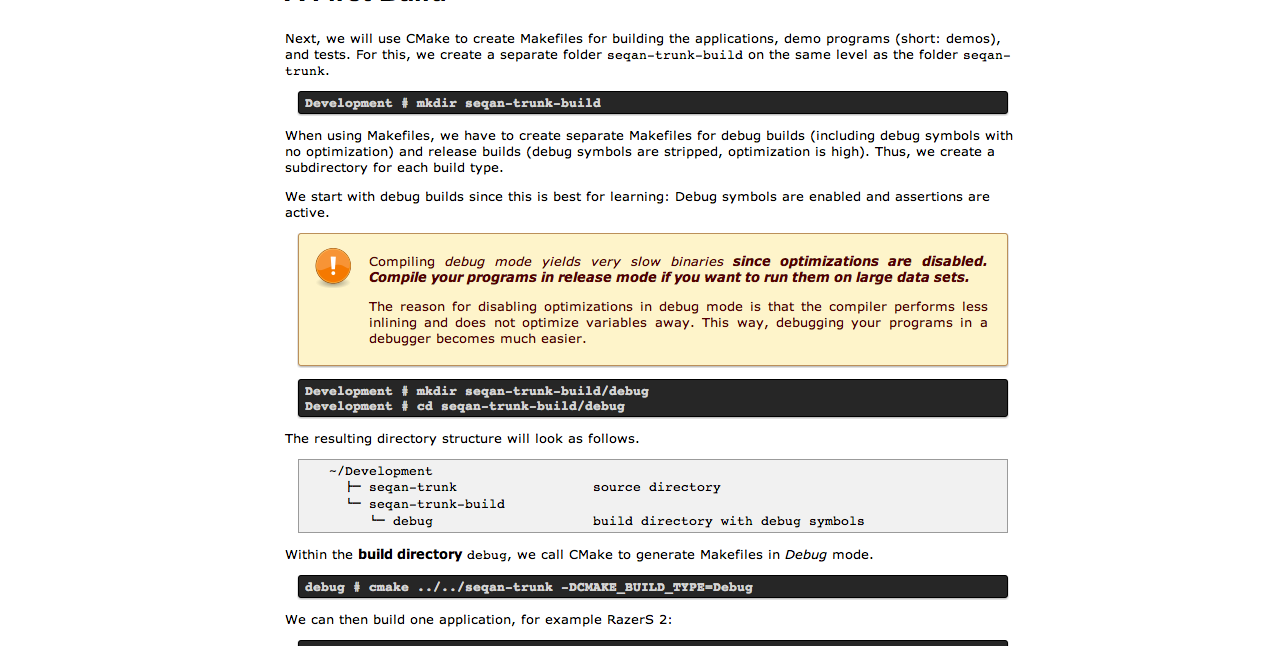 A First Build
Next, we will use CMake to create Makefiles for building the applications, demo programs (short: demos),
and tests. For this, we create a separate folder seqan-trunk-build on the same level as the folder seqan-
trunk.
Development # mkdir seqan-trunk-build
When using Makefiles, we have to create separate Makefiles for debug builds (including debug symbols with
no optimization) and release builds (debug symbols are stripped, optimization is high). Thus, we create a
subdirectory for each build type.
We start with debug builds since this is best for learning: Debug symbols are enabled and assertions are
active.
Compiling debug mode yields very slow binaries since optimizations are disabled.
Compile your programs in release mode if you want to run them on large data sets.
The reason for disabling optimizations in debug mode is that the compiler performs less
inlining and does not optimize variables away. This way, debugging your programs in a
debugger becomes much easier.
Development # mkdir seqan-trunk-build/debug
Development # cd seqan-trunk-build/debug
The resulting directory structure will look as follows.
~/Development
├─ seqan-trunk source directory
└─ seqan-trunk-build
└─ debug build directory with debug symbols
Within the build directory debug, we call CMake to generate Makefiles in Debug mode.
debug # cmake ../../seqan-trunk -DCMAKE_BUILD_TYPE=Debug
We can then build one application, for example RazerS 2: